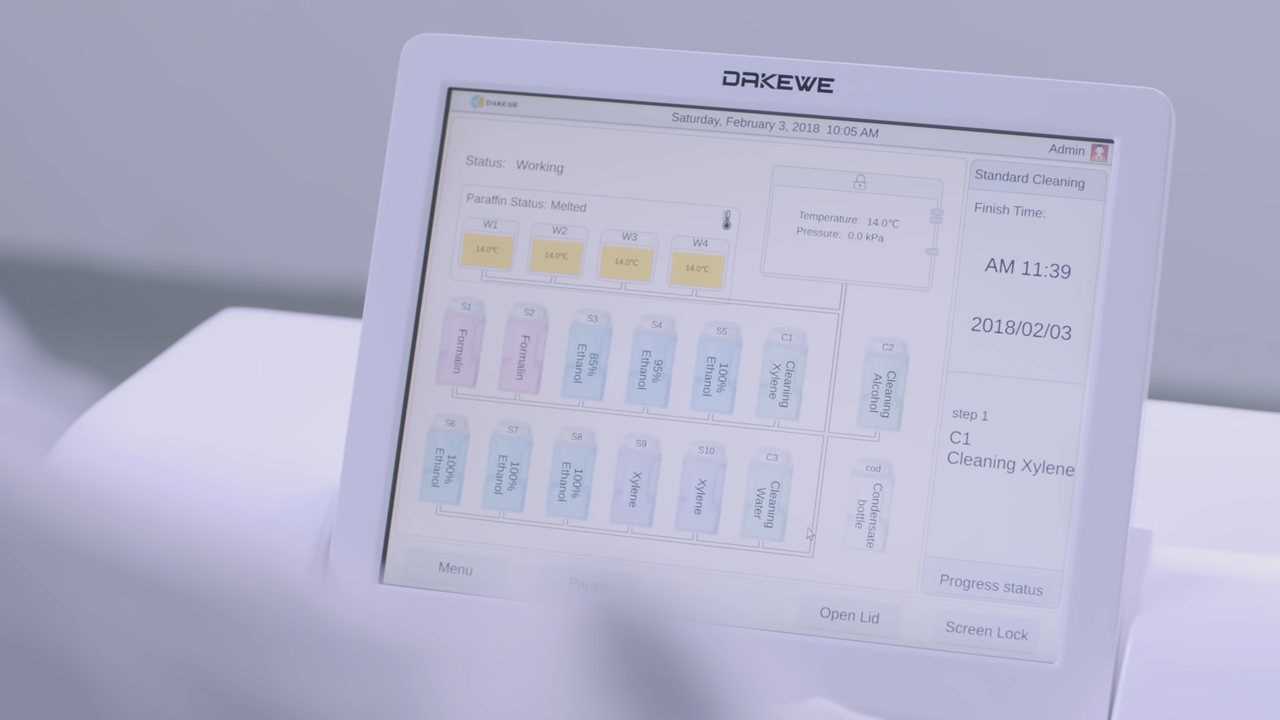 DAKEWE
DAKEWE
Saturday, February 3, 2018 10:05 AM
Admin
Status: Working
Paraffin Status: Melted
W1
W2
W3
W4
14.0℃
14.0℃
14.0℃
14.0℃
Temperature: 14.0℃
Pressure: 0.0 kPa
Standard Cleaning
Finish Time:
AM 11:39
2018/02/03
S1
Formalin
S2
Formalin
S3
85%
Ethanol
S4
95%
Ethanol
S5
100%
Ethanol
C1
Cleaning
Xylene
C2
Cleaning
Alcohol
S6
100%
Ethanol
S7
100%
Ethanol
S8
100%
Ethanol
S9
Xylene
S10
Xylene
C3
Cleaning
Water
cod
Condensate
bottle
step 1
C1
Cleaning Xylene
Progress status
Menu
Pause
Open Lid
Screen Lock